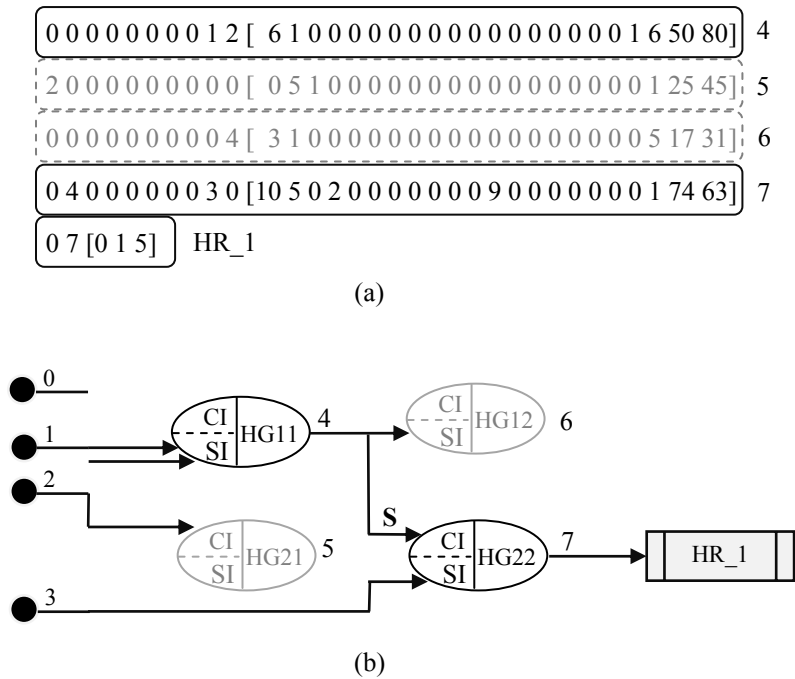 0 0 0 0 0 0 0 0 1 2 [ 6 1 0 0 0 0 0 0 0 0 0 0 0 0 0 0 0 0 1 6 50 80] 4
2 0 0 0 0 0 0 0 0 0 [ 0 5 1 0 0 0 0 0 0 0 0 0 0 0 0 0 0 0 0 1 25 45] 5
0 0 0 0 0 0 0 0 0 4 [ 3 1 0 0 0 0 0 0 0 0 0 0 0 0 0 0 0 0 0 5 17 31] 6
0 4 0 0 0 0 0 0 3 0 [10 5 0 2 0 0 0 0 0 0 0 9 0 0 0 0 0 0 0 1 74 63] 7
0 7 [0 1 5] HR_1
(a)
0
1
CI
SI
HG11
4
CI
SI
HG12
6
2
S
CI
SI
HG21
5
CI
SI
HG22
7
HR_1
3
(b)